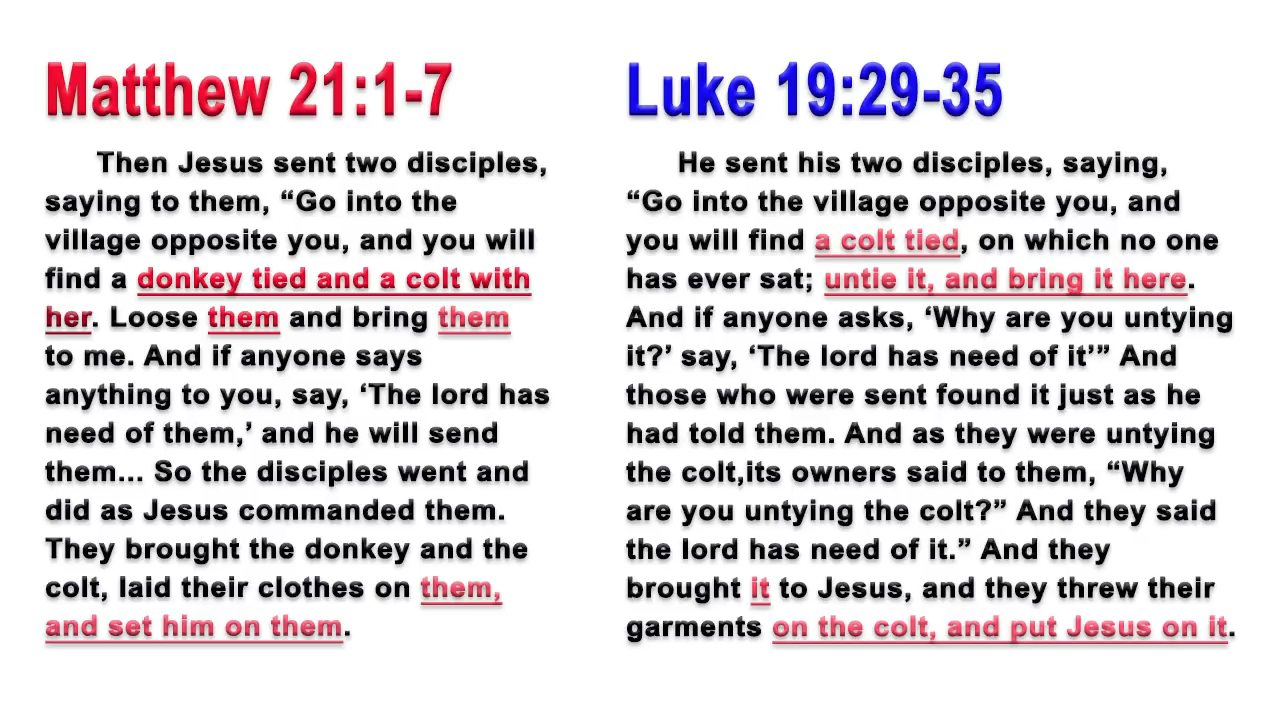 Matthew 21:1-7
Then Jesus sent two disciples,
saying to them, “Go into the
village opposite you, and you will
find a donkey tied and a colt with
her. Loose them and bring them
to me. And if anyone says
anything to you, say, ‘The lord has
need of them,’ and he will send
them... So the disciples went and
did as Jesus commanded them.
They brought the donkey and the
colt, laid their clothes on them,
and set him on them.
Luke 19:29-35
He sent his two disciples, saying,
“Go into the village opposite you, and
you will find a colt tied, on which no one
has ever sat; untie it, and bring it here.
And if anyone asks, ‘Why are you untying
it?’ say, ‘The lord has need of it’” And
those who were sent found it just as he
had told them. And as they were untying
the colt,its owners said to them, “Why
are you untying the colt?” And they said
the lord has need of it.” And they
brought it to Jesus, and they threw their
garments on the colt, and put Jesus on it.